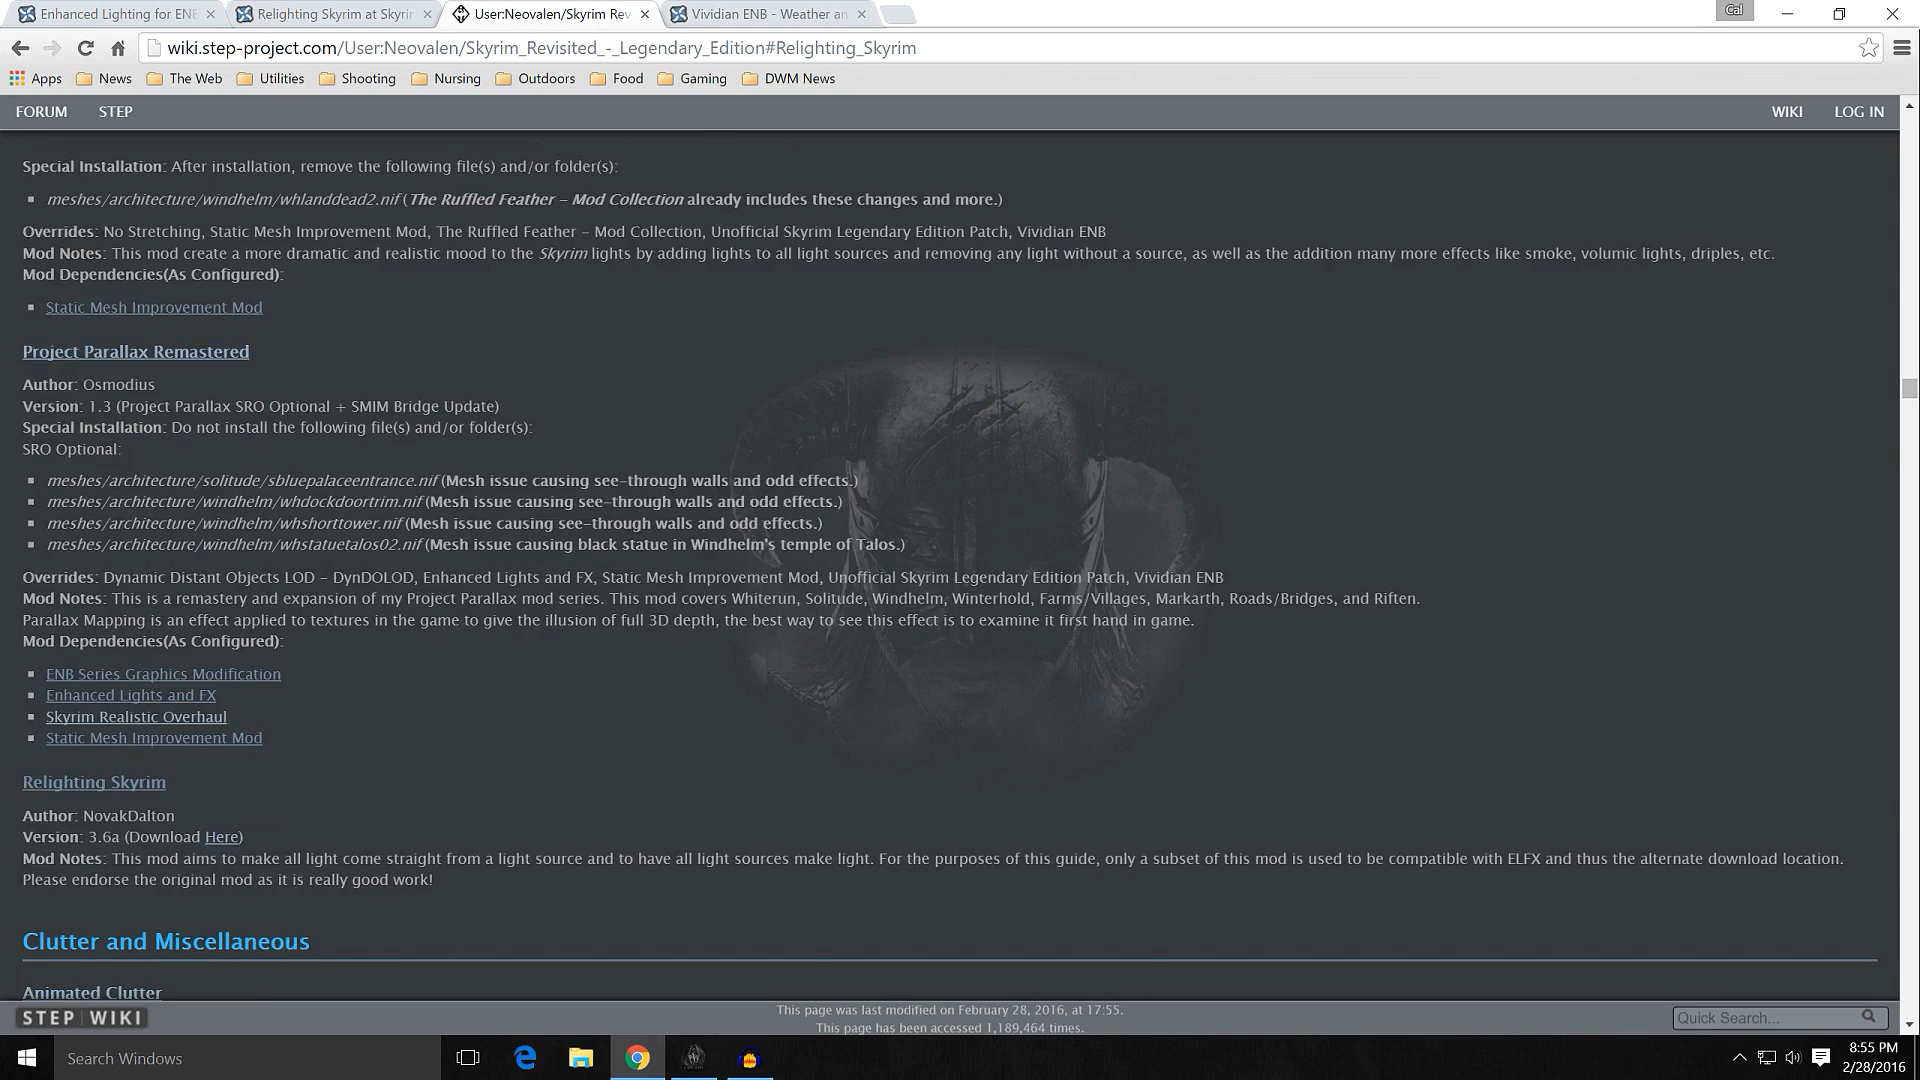 Enhanced Lighting for ENB
Relighting Skyrim at Skyrim
User:Neovalen/Skyrim Rev
Vividian ENB - Weather an
Cal
wiki.step-project.com/User:Neovalen/Skyrim_Revisited_-_Legendary_Edition#Relighting_Skyrim
Apps News The Web Utilities Shooting Nursing Outdoors Food Gaming DWM News
FORUM STEP WIKI LOG IN
Special Installation: After installation, remove the following file(s) and/or folder(s):
meshes/architecture/windhelm/whlanddead2.nif (The Ruffled Feather - Mod Collection already includes these changes and more.)
Overrides: No Stretching, Static Mesh Improvement Mod, The Ruffled Feather - Mod Collection, Unofficial Skyrim Legendary Edition Patch, Vividian ENB
Mod Notes: This mod create a more dramatic and realistic mood to the Skyrim lights by adding lights to all light sources and removing any light without a source, as well as the addition many more effects like smoke, volumic lights, driples, etc.
Mod Dependencies(As Configured):
Static Mesh Improvement Mod
Project Parallax Remastered
Author: Osmodius
Version: 1.3 (Project Parallax SRO Optional + SMIM Bridge Update)
Special Installation: Do not install the following file(s) and/or folder(s):
SRO Optional:
meshes/architecture/solitude/sbluepalaceentrance.nif (Mesh issue causing see-through walls and odd effects.)
meshes/architecture/windhelm/whdockdoortrim.nif (Mesh issue causing see-through walls and odd effects.)
meshes/architecture/windhelm/whshorttower.nif (Mesh issue causing see-through walls and odd effects.)
meshes/architecture/windhelm/whstatuetalos02.nif (Mesh issue causing black statue in Windhelm's temple of Talos.)
Overrides: Dynamic Distant Objects LOD - DynDOLOD, Enhanced Lights and FX, Static Mesh Improvement Mod, Unofficial Skyrim Legendary Edition Patch, Vividian ENB
Mod Notes: This is a remastery and expansion of my Project Parallax mod series. This mod covers Whiterun, Solitude, Windhelm, Winterhold, Farms/Villages, Markarth, Roads/Bridges, and Riften.
Parallax Mapping is an effect applied to textures in the game to give the illusion of full 3D depth, the best way to see this effect is to examine it first hand in game.
Mod Dependencies(As Configured):
ENB Series Graphics Modification
Enhanced Lights and FX
Skyrim Realistic Overhaul
Static Mesh Improvement Mod
Relighting Skyrim
Author: NovakDalton
Version: 3.6a (Download Here)
Mod Notes: This mod aims to make all light come straight from a light source and to have all light sources make light. For the purposes of this guide, only a subset of this mod is used to be compatible with ELFX and thus the alternate download location.
Please endorse the original mod as it is really good work!
Clutter and Miscellaneous
Animated Clutter
STEP WIKI
This page was last modified on February 28, 2016, at 17:55.
This page has been accessed 1,189,464 times.
Quick Search...
Search Windows
8:55 PM
2/28/2016